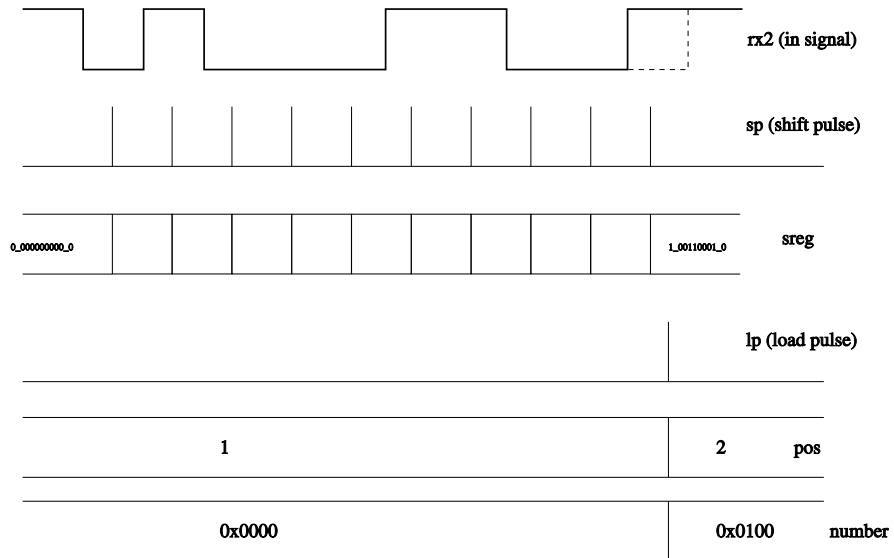 rx2 (in signal)
sp (shift pulse)
0_000000000_0
1_00110001_0
sreg
lp (load pulse)
1
2
pos
0x0000
0x0100
number